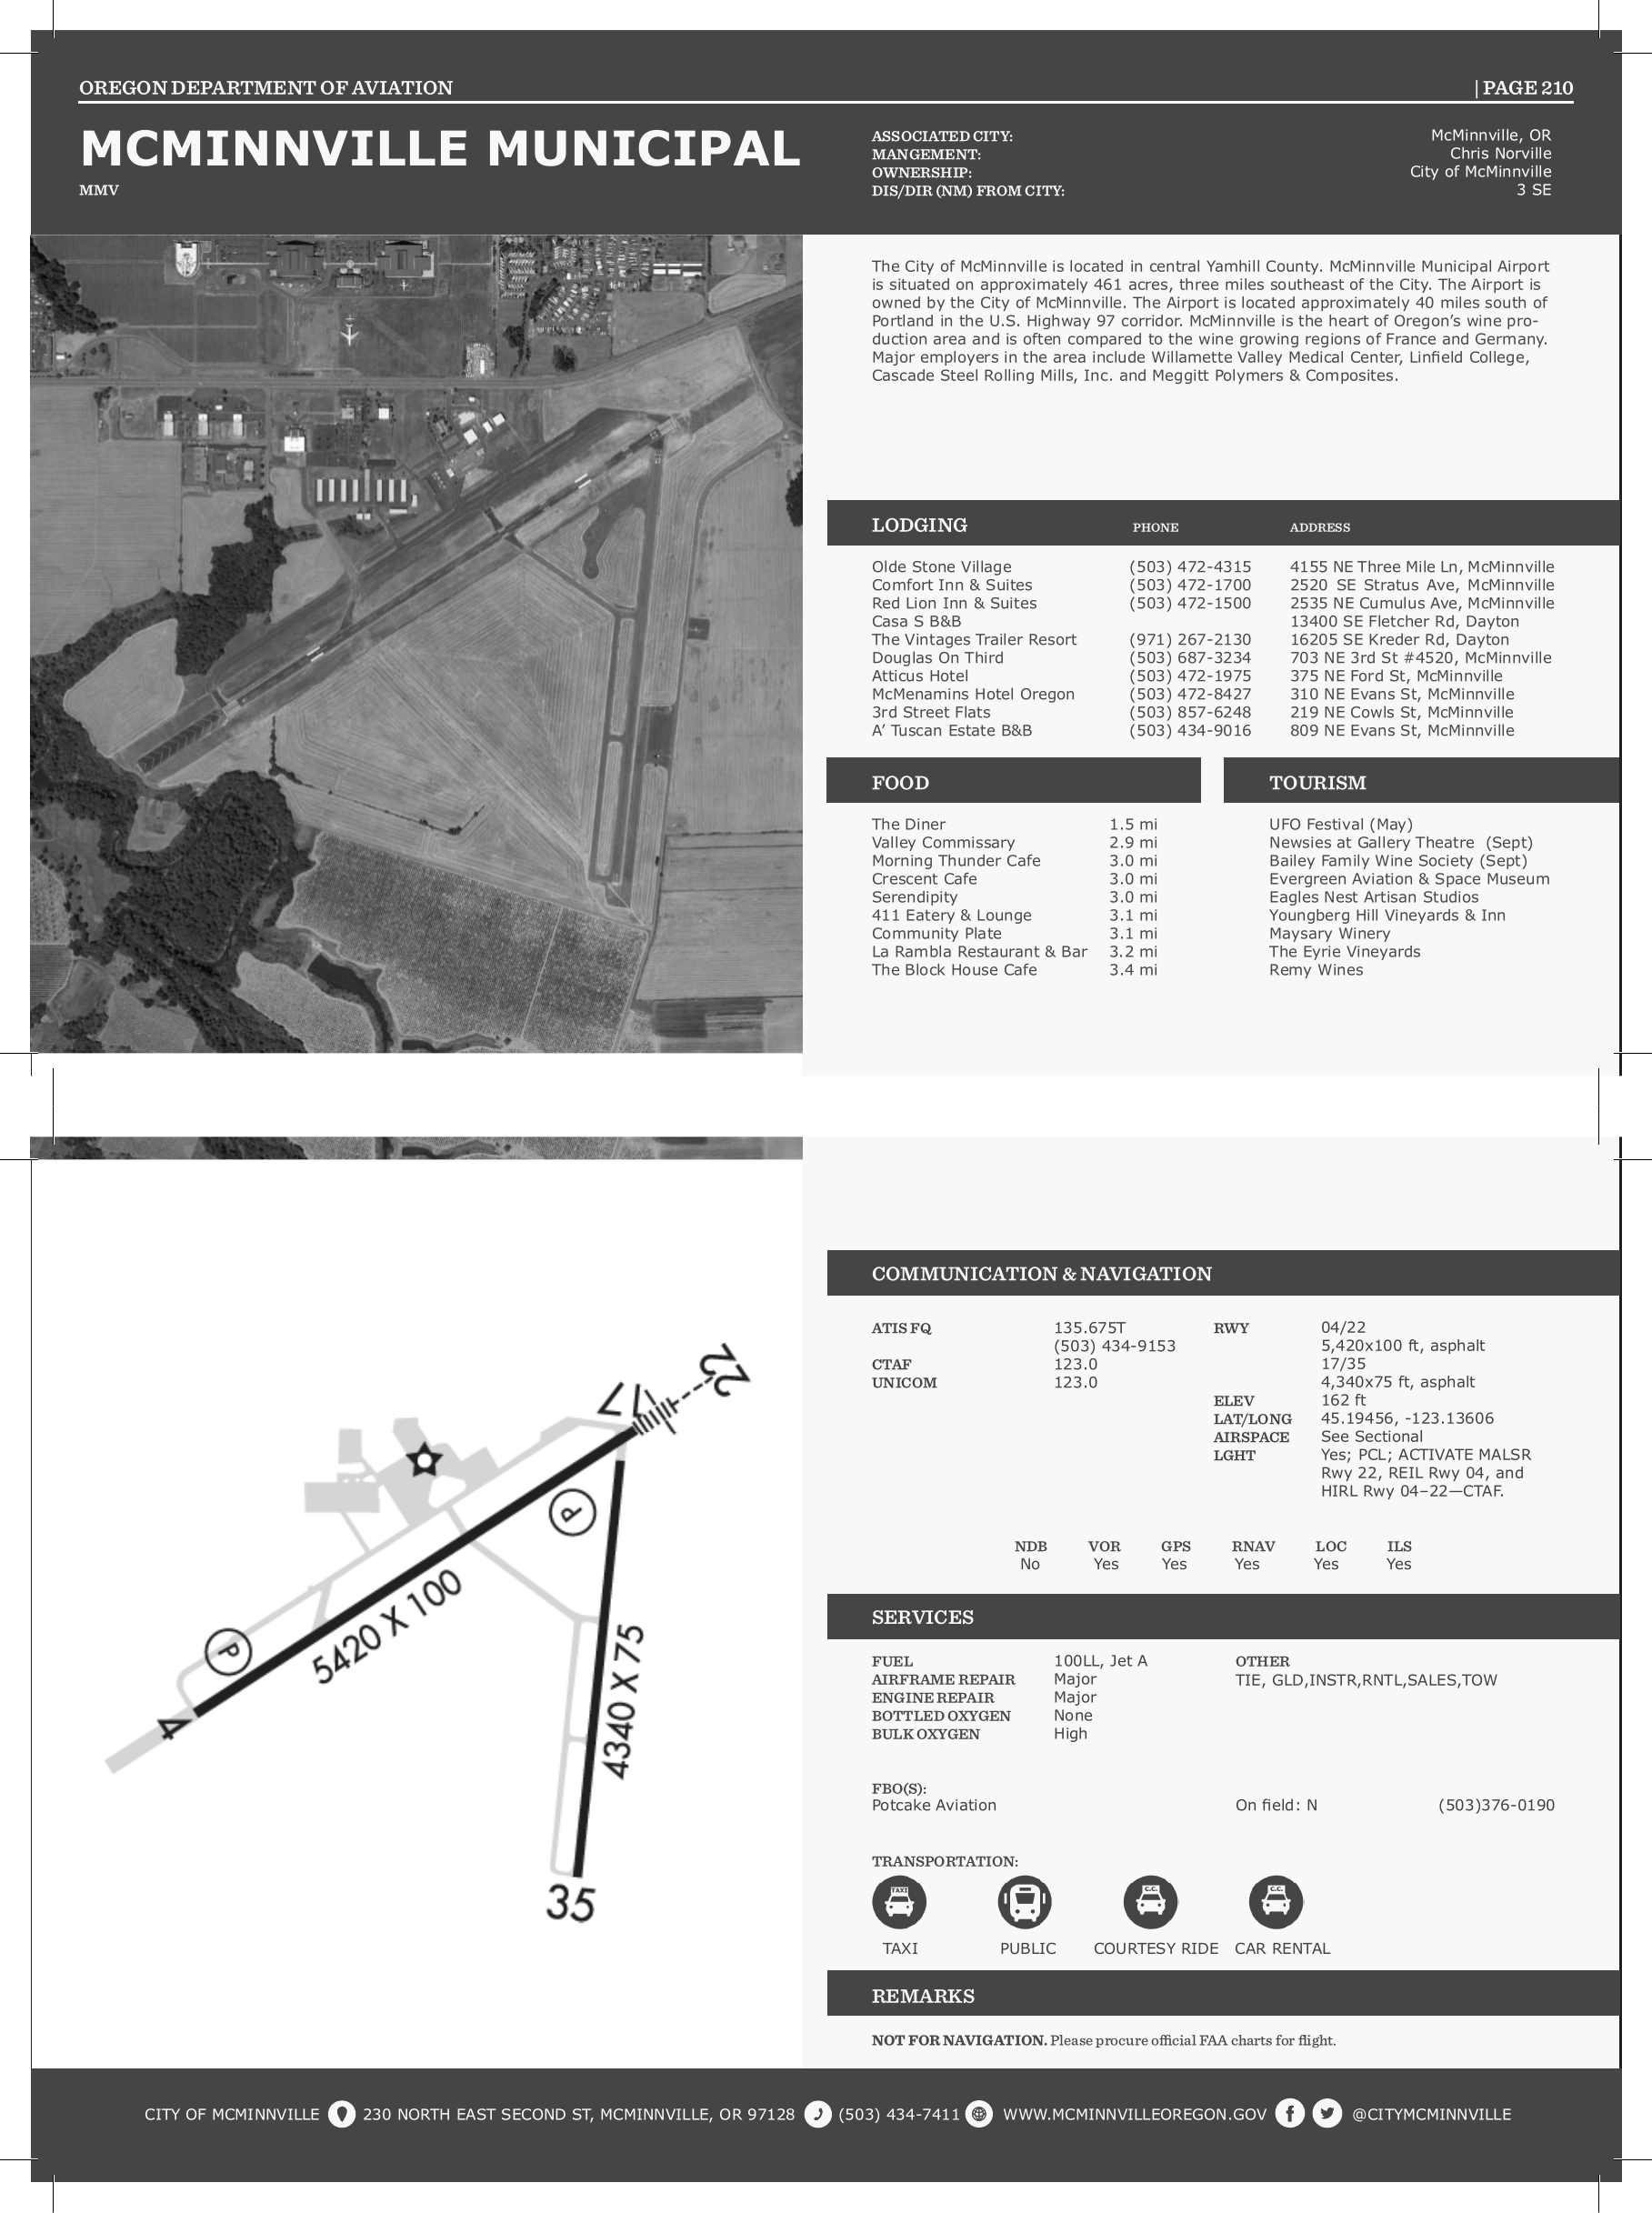 OREGON DEPARTMENT OF AVIATION
| PAGE 210
MCMINNVILLE MUNICIPAL
MMV
ASSOCIATED CITY: McMinnville, OR
MANGEMENT: Chris Norville
OWNERSHIP: City of McMinnville
DIS/DIR (NM) FROM CITY: 3 SE
The City of McMinnville is located in central Yamhill County. McMinnville Municipal Airport
is situated on approximately 461 acres, three miles southeast of the City. The Airport is
owned by the City of McMinnville. The Airport is located approximately 40 miles south of
Portland in the U.S. Highway 97 corridor. McMinnville is the heart of Oregon’s wine pro-
duction area and is often compared to the wine growing regions of France and Germany.
Major employers in the area include Willamette Valley Medical Center, Linfield College,
Cascade Steel Rolling Mills, Inc. and Meggitt Polymers & Composites.
LODGING PHONE ADDRESS
Olde Stone Village (503) 472-4315 4155 NE Three Mile Ln, McMinnville
Comfort Inn & Suites (503) 472-1700 2520 SE Stratus Ave, McMinnville
Red Lion Inn & Suites (503) 472-1500 2535 NE Cumulus Ave, McMinnville
Casa S B&B 13400 SE Fletcher Rd, Dayton
The Vintages Trailer Resort (971) 267-2130 16205 SE Kreder Rd, Dayton
Douglas On Third (503) 687-3234 703 NE 3rd St #4520, McMinnville
Atticus Hotel (503) 472-1975 375 NE Ford St, McMinnville
McMenamins Hotel Oregon (503) 472-8427 310 NE Evans St, McMinnville
3rd Street Flats (503) 857-6248 219 NE Cowls St, McMinnville
A’ Tuscan Estate B&B (503) 434-9016 809 NE Evans St, McMinnville
FOOD
The Diner 1.5 mi
Valley Commissary 2.9 mi
Morning Thunder Cafe 3.0 mi
Crescent Cafe 3.0 mi
Serendipity 3.0 mi
411 Eatery & Lounge 3.1 mi
Community Plate 3.1 mi
La Rambla Restaurant & Bar 3.2 mi
The Block House Cafe 3.4 mi
TOURISM
UFO Festival (May)
Newsies at Gallery Theatre (Sept)
Bailey Family Wine Society (Sept)
Evergreen Aviation & Space Museum
Eagles Nest Artisan Studios
Youngberg Hill Vineyards & Inn
Maysary Winery
The Eyrie Vineyards
Remy Wines
22
17
P
5420 X 100
P
4
4340 X 75
35
COMMUNICATION & NAVIGATION
ATIS FQ 135.675T
(503) 434-9153
CTAF 123.0
UNICOM 123.0
RWY 04/22
5,420x100 ft, asphalt
17/35
4,340x75 ft, asphalt
ELEV 162 ft
LAT/LONG 45.19456, -123.13606
AIRSPACE See Sectional
LGHT Yes; PCL; ACTIVATE MALSR
Rwy 22, REIL Rwy 04, and
HIRL Rwy 04–22—CTAF.
NDB VOR GPS RNAV LOC ILS
No Yes Yes Yes Yes Yes
SERVICES
FUEL 100LL, Jet A
AIRFRAME REPAIR Major
ENGINE REPAIR Major
BOTTLED OXYGEN None
BULK OXYGEN High
OTHER
TIE, GLD,INSTR,RNTL,SALES,TOW
FBO(S):
Potcake Aviation On field: N (503)376-0190
TRANSPORTATION:
TAXI C.C. C.C.
TAXI PUBLIC COURTESY RIDE CAR RENTAL
REMARKS
NOT FOR NAVIGATION. Please procure official FAA charts for flight.
CITY OF MCMINNVILLE 230 NORTH EAST SECOND ST, MCMINNVILLE, OR 97128 (503) 434-7411 WWW.MCMINNVILLEOREGON.GOV @CITYMCMINNVILLE